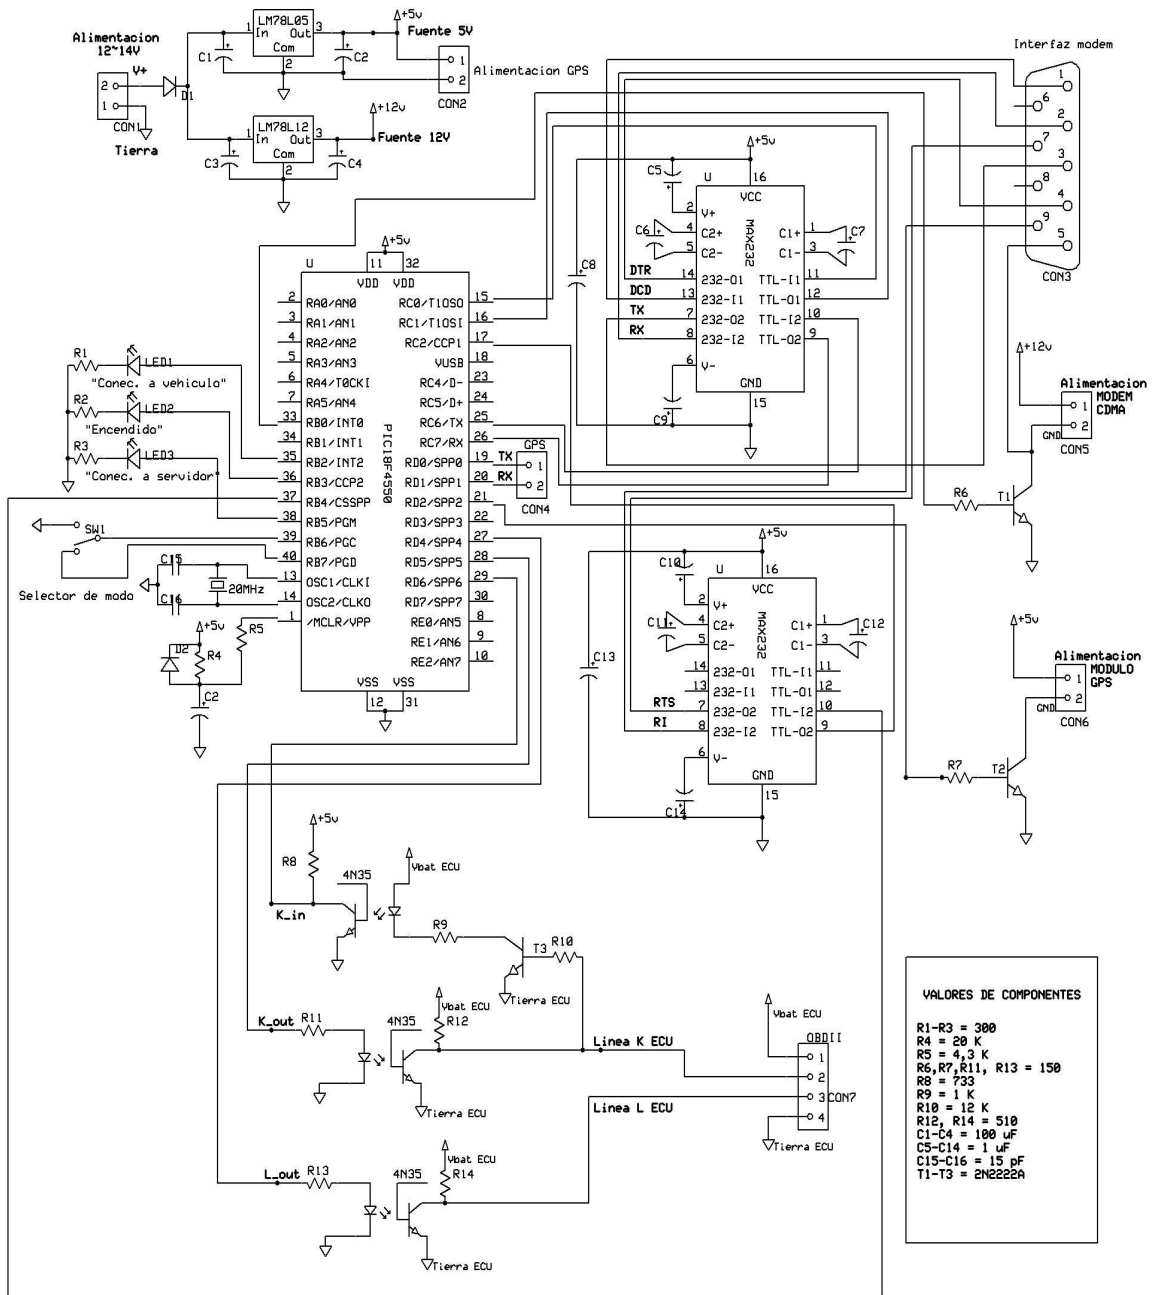 Alimentacion
12~14V
V+
2
1
CON1
Tierra
D1
LM78L05
1 In Out 3
Com
2
C1
C2
+5v
Fuente 5V
1
2
CON2
Alimentacion GPS
LM78L12
1 In Out 3
Com
2
C3
C4
+12v
Fuente 12V
Interfaz modem
1
6
2
7
3
8
4
9
5
CON3
+5v
C5
U
16
VCC
MAX232
2 V+
4 C2+
5 C2-
C6
1
C1+
3
C1-
C7
C8
DTR
14 232-O1
TTL-I1 11
DCD
13 232-I1
TTL-O1 12
TX
7 232-O2
TTL-I2 10
RX
8 232-I2
TTL-O2 9
6 V-
GND
15
C9
+5v
U
11
32
VDD
VDD
PIC18F4550
2 RA0/AN0
3 RA1/AN1
4 RA2/AN2
5 RA3/AN3
6 RA4/T0CKI
7 RA5/AN4
33 RB0/INT0
34 RB1/INT1
35 RB2/INT2
36 RB3/CCP2
37 RB4/CSSPP
38 RB5/PGM
39 RB6/PGC
40 RB7/PGD
13 OSC1/CLKI
14 OSC2/CLKO
1 /MCLR/VPP
RC0/T1OSO 15
RC1/T1OSI 16
RC2/CCP1 17
VUSB 18
RC4/D- 23
RC5/D+ 24
RC6/TX 25
RC7/RX 26
RD0/SPP0 19
RD1/SPP1 20
RD2/SPP2 21
RD3/SPP3 22
RD4/SPP4 27
RD5/SPP5 28
RD6/SPP6 29
RD7/SPP7 30
RE0/AN5 8
RE1/AN6 9
RE2/AN7 10
VSS
VSS
12
31
R1
LED1
"Conec. a vehiculo"
R2
LED2
"Encendido"
R3
LED3
"Conec. a servidor"
SW1
Selector de modo
C15
20MHz
C16
+5v
D2
R4
R5
C2
GPS
TX
1
RX
2
CON4
+12v
Alimentacion
MODEM
CDMA
1
2
GND
CON5
R6
T1
+5v
C10
U
16
VCC
MAX232
2 V+
4 C2+
5 C2-
C11
1
C1+
3
C1-
C12
C13
14 232-O1
TTL-I1 11
13 232-I1
TTL-O1 12
RTS
7 232-O2
TTL-I2 10
RI
8 232-I2
TTL-O2 9
6 V-
GND
15
C14
+5v
Alimentacion
MODULO
GPS
1
2
GND
CON6
R7
T2
+5v
R8
K_in
4N35
Vbat ECU
R9
T3
R10
Tierra ECU
K_out
R11
4N35
Vbat ECU
R12
Linea K ECU
Tierra ECU
Vbat ECU
OBDII
1
2
3
4
CON7
Tierra ECU
Linea L ECU
L_out
R13
4N35
Vbat ECU
R14
Tierra ECU
VALORES DE COMPONENTES
R1-R3 = 300
R4 = 20 K
R5 = 4,3 K
R6,R7,R11, R13 = 150
R8 = 733
R9 = 1 K
R10 = 12 K
R12, R14 = 510
C1-C4 = 100 uF
C5-C14 = 1 uF
C15-C16 = 15 pF
T1-T3 = 2N2222A